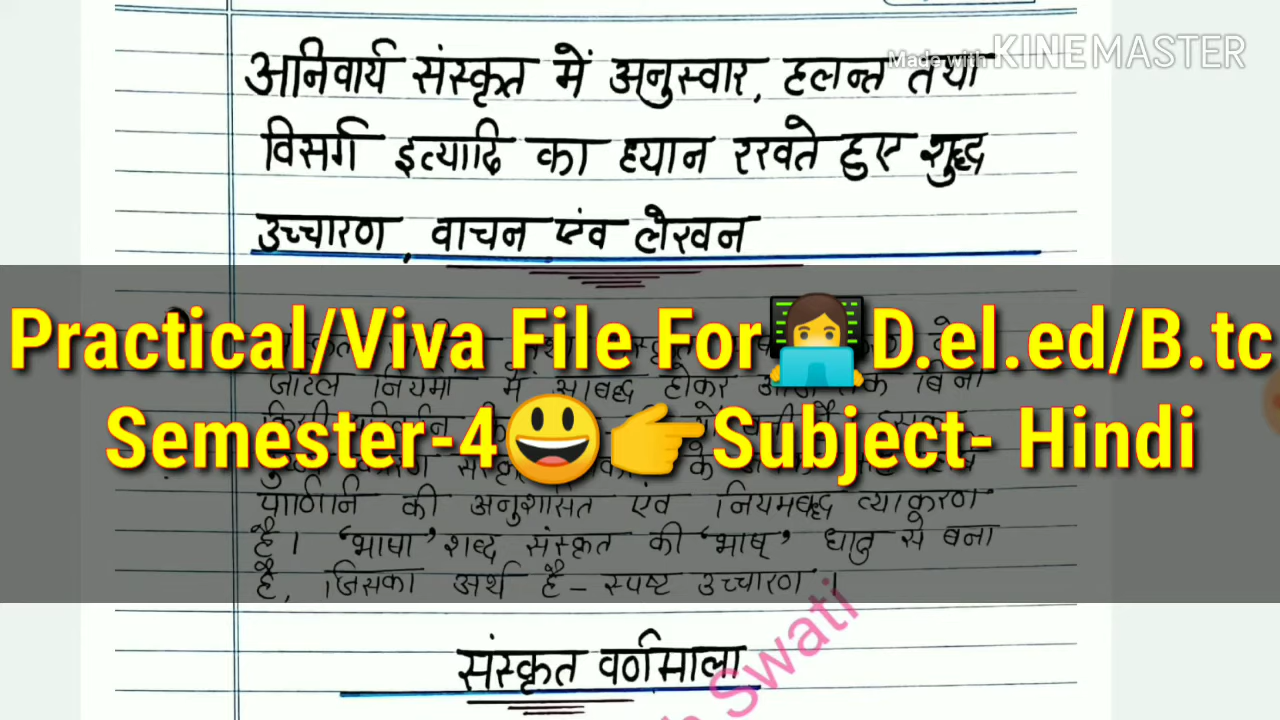 Made with KINEMASTER
अनिवार्य संस्कृत में अनुस्वार, हलन्त तथा
विसर्ग इत्यादि का ध्यान रखते हुए शुद्ध
उच्चारण, वाचन एंव लेखन
Practical/Viva File For👩‍💻D.el.ed/B.tc
जटिल नियमों में आबद्ध होकर आज तक बिना
Semester-4😃👉Subject- Hindi
पाणिनि की अनुशासित एंव नियमबद्ध व्याकरण
है। 'भाषा' शब्द संस्कृत की 'भाष्' धातु से बना
है, जिसका अर्थ है - स्पष्ट उच्चारण।
संस्कृत वर्णमाला
Swati